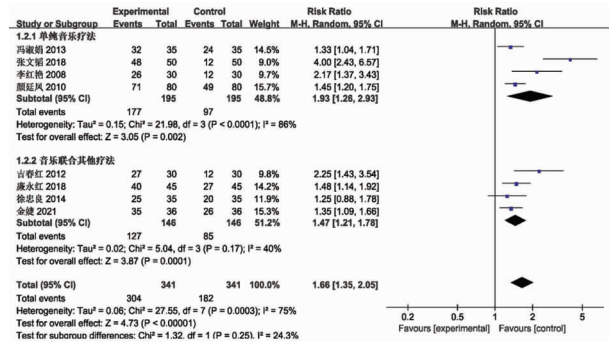 Experimental Control Risk Ratio Risk Ratio
Study or Subgroup Events Total Events Total Weight M-H, Random, 95% CI M-H, Random, 95% CI
1.2.1 单纯音乐疗法
冯淑娟 2013 32 35 24 35 14.5% 1.33 [1.04, 1.71]
张文韬 2018 48 50 12 50 9.2% 4.00 [2.43, 6.57]
李红艳 2008 26 30 12 30 9.0% 2.17 [1.37, 3.43]
颜廷凤 2010 71 80 49 80 16.0% 1.45 [1.20, 1.75]
Subtotal (95% CI) 195 195 48.8% 1.93 [1.26, 2.93]
Total events 177 97
Heterogeneity: Tau² = 0.15; Chi² = 21.98, df = 3 (P < 0.0001); I² = 86%
Test for overall effect: Z = 3.05 (P = 0.002)
1.2.2 音乐联合其他疗法
吉春红 2012 27 30 12 30 9.0% 2.25 [1.43, 3.54]
廉永红 2018 40 45 27 45 14.5% 1.48 [1.14, 1.92]
徐忠良 2014 25 35 20 35 12.2% 1.25 [0.88, 1.78]
金婕 2021 35 36 26 36 15.4% 1.35 [1.09, 1.66]
Subtotal (95% CI) 146 146 51.2% 1.47 [1.21, 1.78]
Total events 127 85
Heterogeneity: Tau² = 0.02; Chi² = 5.04, df = 3 (P = 0.17); I² = 40%
Test for overall effect: Z = 3.87 (P = 0.0001)
Total (95% CI) 341 341 100.0% 1.66 [1.35, 2.05]
Total events 304 182
Heterogeneity: Tau² = 0.06; Chi² = 27.55, df = 7 (P = 0.0003); I² = 75%
Test for overall effect: Z = 4.73 (P < 0.00001)
Test for subgroup differences: Chi² = 1.32, df = 1 (P = 0.25), I² = 24.3%
0.2 0.5 1 2 5
Favours [experimental] Favours [control]